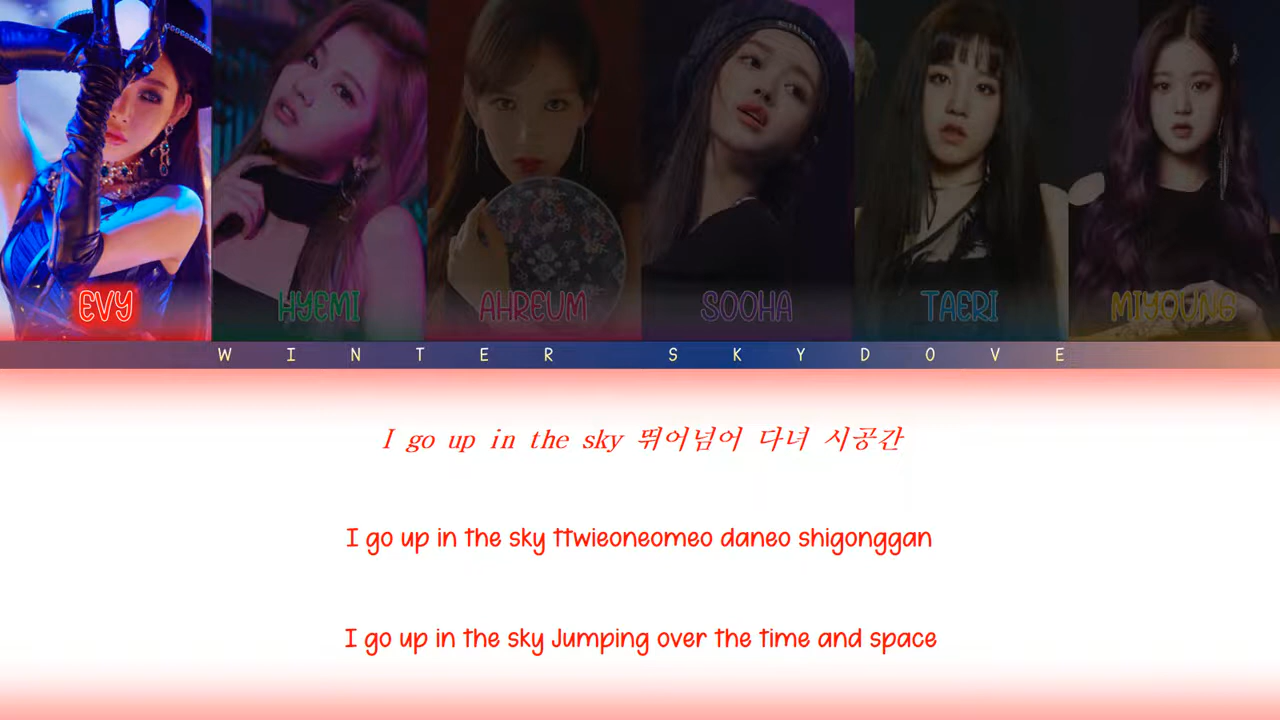 EVY
HYEMI
AHREUM
SOOHA
TAERI
MIYOUNG
WINTER SKYDOVE
I go up in the sky 뛰어넘어 다녀 시공간
I go up in the sky ttwieoneomeo daneo shigonggan
I go up in the sky Jumping over the time and space